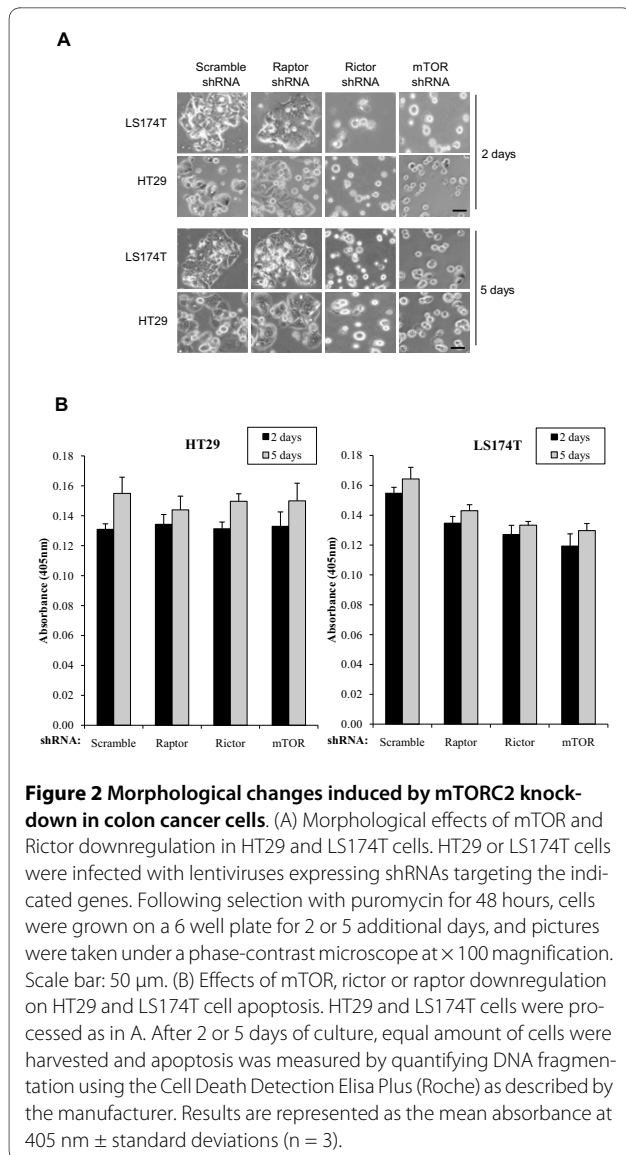 A
Scramble shRNA
Raptor shRNA
Rictor shRNA
mTOR shRNA
LS174T
HT29
2 days
LS174T
HT29
5 days
B
HT29
2 days
5 days
Absorbance (405nm)
0.18
0.16
0.14
0.12
0.10
0.08
0.06
0.04
0.02
0.00
shRNA:
Scramble Raptor Rictor mTOR
LS174T
2 days
5 days
Absorbance (405nm)
0.18
0.16
0.14
0.12
0.10
0.08
0.06
0.04
0.02
0.00
shRNA:
Scramble Raptor Rictor mTOR
Figure 2 Morphological changes induced by mTORC2 knock-
down in colon cancer cells. (A) Morphological effects of mTOR and
Rictor downregulation in HT29 and LS174T cells. HT29 or LS174T cells
were infected with lentiviruses expressing shRNAs targeting the indi-
cated genes. Following selection with puromycin for 48 hours, cells
were grown on a 6 well plate for 2 or 5 additional days, and pictures
were taken under a phase-contrast microscope at × 100 magnification.
Scale bar: 50 μm. (B) Effects of mTOR, rictor or raptor downregulation
on HT29 and LS174T cell apoptosis. HT29 and LS174T cells were pro-
cessed as in A. After 2 or 5 days of culture, equal amount of cells were
harvested and apoptosis was measured by quantifying DNA fragmen-
tation using the Cell Death Detection Elisa Plus (Roche) as described by
the manufacturer. Results are represented as the mean absorbance at
405 nm ± standard deviations (n = 3).